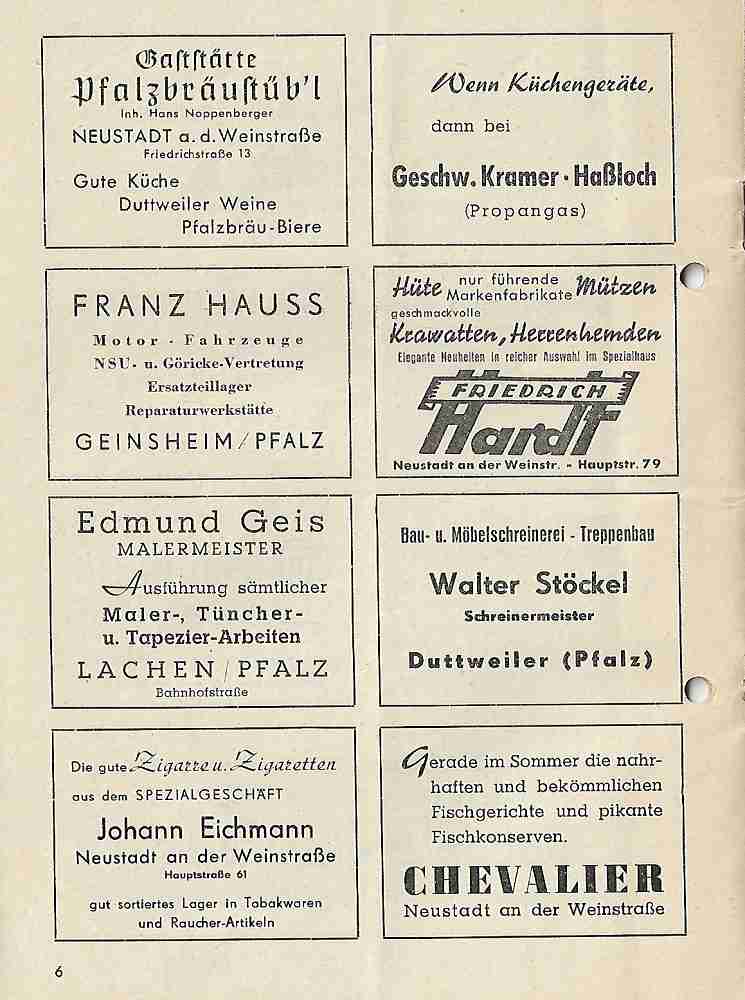 Gaststätte
Pfalzbräustüb'l
Inh. Hans Noppenberger
NEUSTADT a. d. Weinstraße
Friedrichstraße 13
Gute Küche
Duttweiler Weine
Pfalzbräu-Biere
Wenn Küchengeräte,
dann bei
Geschw. Kramer · Haßloch
(Propangas)
FRANZ HAUSS
Motor - Fahrzeuge
NSU- u. Göricke-Vertretung
Ersatzteillager
Reparaturwerkstätte
GEINSHEIM/PFALZ
Hüte nur führende Markenfabrikate Mützen
geschmackvolle
Krawatten, Herrenhemden
Elegante Neuheiten in reicher Auswahl im Spezialhaus
FRIEDRICH
Hardt
Neustadt an der Weinstr. - Hauptstr. 79
Edmund Geis
MALERMEISTER
Ausführung sämtlicher
Maler-, Tüncher-
u. Tapezier-Arbeiten
LACHEN/PFALZ
Bahnhofstraße
Bau- u. Möbelschreinerei - Treppenbau
Walter Stöckel
Schreinermeister
Duttweiler (Pfalz)
Die gute Zigarre u. Zigaretten
aus dem SPEZIALGESCHÄFT
Johann Eichmann
Neustadt an der Weinstraße
Hauptstraße 61
gut sortiertes Lager in Tabakwaren
und Raucher-Artikeln
Gerade im Sommer die nahr-
haften und bekömmlichen
Fischgerichte und pikante
Fischkonserven.
CHEVALIER
Neustadt an der Weinstraße
6